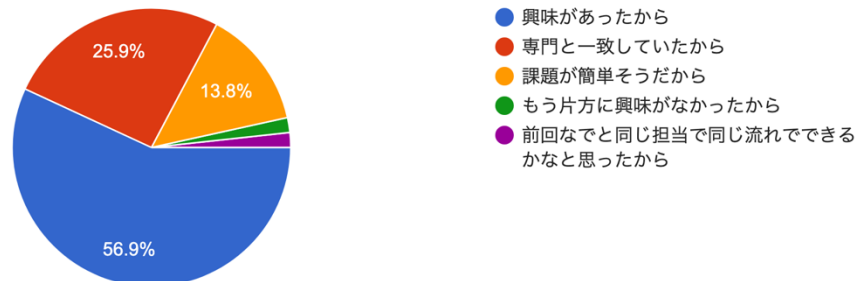 25.9%
13.8%
56.9%
興味があったから
専門と一致していたから
課題が簡単そうだから
もう片方に興味がなかったから
前回なでと同じ担当で同じ流れでできる
かなと思ったから